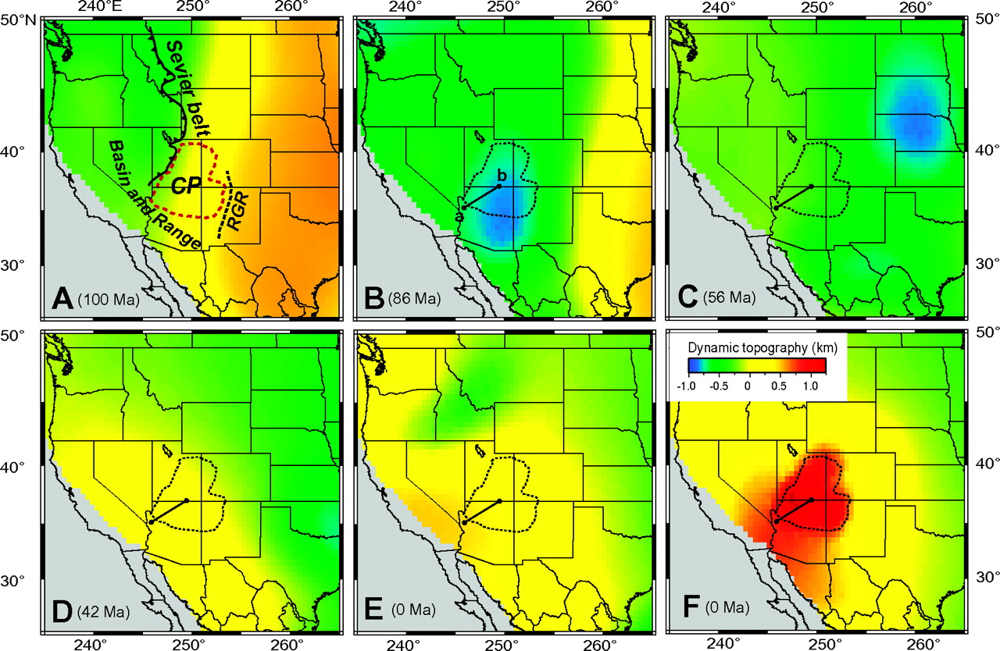 240°E 250° 260° 240° 250° 260° 240° 250° 260°
50°N 50°
Sevier belt
Basin and Range
CP
RGR
b
a
40° 40°
30° 30°
A (100 Ma) B (86 Ma) C (56 Ma)
50° 50°
Dynamic topography (km)
-1.0 -0.5 0 0.5 1.0
40° 40°
30° 30°
D (42 Ma) E (0 Ma) F (0 Ma)
240° 250° 260° 240° 250° 260° 240° 250° 260°